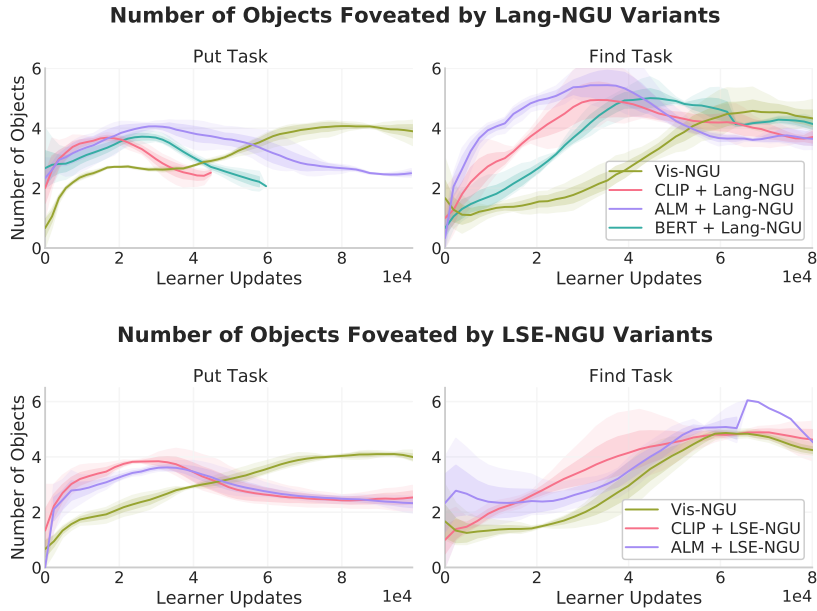 Number of Objects Foveated by Lang-NGU Variants
Put Task
Find Task
Number of Objects
6
4
2
0
0 2 4 6 8
1e4
Learner Updates
6
4
2
0
0 2 4 6 8
1e4
Learner Updates
Vis-NGU
CLIP + Lang-NGU
ALM + Lang-NGU
BERT + Lang-NGU
Number of Objects Foveated by LSE-NGU Variants
Put Task
Find Task
Number of Objects
6
4
2
0
0 2 4 6 8
1e4
Learner Updates
6
4
2
0
0 2 4 6 8
1e4
Learner Updates
Vis-NGU
CLIP + LSE-NGU
ALM + LSE-NGU